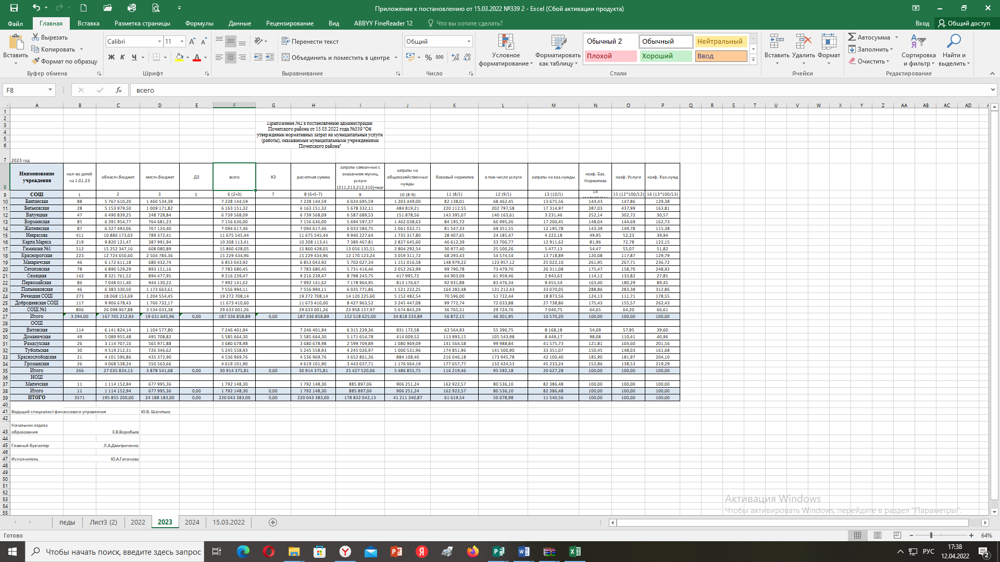 Приложение к постановлению от 15.03.2022 №339 2 - Excel (Сбой активации продукта)
Файл Главная Вставка Разметка страницы Формулы Данные Рецензирование Вид ABBYY FineReader 12 Что вы хотите сделать? Вход Общий доступ
Вставить Вырезать Копировать Формат по образцу
Calibri 11
Ж К Ч
Перенести текст
Объединить и поместить в центре
Общий
% 000
Условное форматирование
Форматировать как таблицу
Обычный 2 Обычный Нейтральный
Плохой Хороший Ввод
Вставить Удалить Формат
Автосумма
Заполнить
Очистить
Сортировка и фильтр
Найти и выделить
Буфер обмена Шрифт Выравнивание Число Стили Ячейки Редактирование
F8 всего
A B C D E F G H I J K L M N O P Q R S T U V W X Y Z AA AB AC AD
1
2
3 Приложение №2 к постановлению администрации
4 Почепского района от 15.03.2022 года №339 "Об
5 утверждении нормативных затрат на муниципальные услуги
(работы), оказываемые муниципальными учреждениями
6 Почепского района"
7 2023 год
8 Наименование учреждения кол-во детей на 1.01.23 областн.бюджет местн.бюджет ДЗ всего КЗ расчетная сумма затраты связанные с оказанием муниц. услуги (211,213,212,310)+мат затраты на общехозяйственные нужды базовый норматив в том числе услуги затраты на хоз.нужды коэф. Баз. Норматива коэф. Услуги коэф. Хоз.нужд
9 СОШ 1 2 3 5 6 (2+3) 7 8 (6+5-7) 9 10 (8-9) 11 (8/1) 12 (9/1) 13 (10/1) 14 15 (12*100/12) 16 (13*100/13)
10 Бакланская 88 5 767 610,20 1 460 534,39 7 228 144,59 7 228 144,59 6 024 695,59 1 203 449,00 82 138,01 68 462,45 13 675,56 144,43 147,86 129,38
11 Бельковская 28 5 153 979,50 1 009 171,82 6 163 151,32 6 163 151,32 5 678 332,11 484 819,21 220 112,55 202 797,58 17 314,97 387,03 437,99 163,81
12 Валуецкая 47 6 490 839,25 248 728,84 6 739 568,09 6 739 568,09 6 587 689,53 151 878,56 143 395,07 140 163,61 3 231,46 252,14 302,72 30,57
13 Ворминская 85 6 391 954,77 764 681,23 7 156 636,00 7 156 636,00 5 694 597,37 1 462 038,63 84 195,72 66 995,26 17 200,45 148,04 144,69 162,73
14 Житнянская 87 6 327 493,06 767 124,40 7 094 617,46 7 094 617,46 6 033 584,75 1 061 032,71 81 547,33 69 351,55 12 195,78 143,39 149,78 115,38
15 Некрасова 411 10 886 173,03 789 372,41 11 675 545,44 11 675 545,44 9 940 227,64 1 735 317,80 28 407,65 24 185,47 4 222,18 49,95 52,23 39,94
16 Карла Маркса 219 9 820 121,47 387 991,94 10 208 113,41 10 208 113,41 7 380 467,81 2 827 645,60 46 612,39 33 700,77 12 911,62 81,96 72,78 122,15
17 Гимназия №1 512 15 252 347,16 608 080,89 15 860 428,05 15 860 428,05 13 056 135,51 2 804 292,54 30 977,40 25 500,26 5 477,13 54,47 55,07 51,82
18 Краснорогская 223 12 724 650,60 2 504 784,36 15 229 434,96 15 229 434,96 12 170 123,24 3 059 311,72 68 293,43 54 574,54 13 718,89 120,08 117,87 129,79
19 Макаричская 46 6 172 611,18 680 432,74 6 853 043,92 6 853 043,92 5 702 027,34 1 151 016,58 148 979,22 123 957,12 25 022,10 261,95 267,71 236,72
20 Сетоловская 78 6 890 529,29 893 151,16 7 783 680,45 7 783 680,45 5 731 416,46 2 052 263,99 99 790,78 73 479,70 26 311,08 175,47 158,70 248,92
21 Семецкая 142 8 321 761,52 894 477,95 9 216 239,47 9 216 239,47 8 798 243,75 417 995,72 64 903,09 61 959,46 2 943,63 114,12 133,82 27,85
22 Первомайская 86 7 048 011,40 944 130,22 7 992 141,62 7 992 141,62 7 178 964,95 813 176,67 92 931,88 83 476,34 9 455,54 163,40 180,29 89,45
23 Польниковская 46 6 383 330,50 1 173 663,61 7 556 994,11 7 556 994,11 6 035 771,86 1 521 222,25 164 282,48 131 212,43 33 070,05 288,86 283,38 312,86
24 Речицкая СОШ 273 18 068 153,69 1 204 554,45 19 272 708,14 19 272 708,14 14 120 225,60 5 152 482,54 70 596,00 51 722,44 18 873,56 124,13 111,71 178,55
25 Добродеевская СОШ 117 9 906 678,43 1 766 732,17 11 673 410,60 11 673 410,60 8 427 963,52 3 245 447,08 99 772,74 72 033,88 27 738,86 175,43 155,57 262,43
26 СОШ №1 806 26 098 967,88 3 534 033,38 29 633 001,26 29 633 001,26 23 958 157,97 5 674 843,29 36 765,51 29 724,76 7 040,75 64,65 64,20 66,61
27 Итого 3 294,00 167 705 212,93 19 631 645,96 0,00 187 336 858,89 0,00 187 336 858,89 152 518 625,00 34 818 233,89 56 872,15 46 301,95 10 570,20 100,00 100,00 100,00
28 ООШ
29 Витовская 114 6 141 824,14 1 104 577,80 7 246 401,94 7 246 401,94 6 315 229,36 931 172,58 63 564,93 55 396,75 8 168,18 54,69 57,95 39,60
30 Доманичская 49 5 089 955,48 495 708,82 5 585 664,30 5 585 664,30 5 171 654,78 414 009,52 113 993,15 105 543,98 8 449,17 98,08 110,41 40,96
31 Рамасухская 26 3 114 707,10 565 971,88 3 680 678,98 3 680 678,98 2 599 709,89 1 080 969,09 141 564,58 99 988,84 41 575,73 121,81 104,60 201,56
32 Тубольская 30 4 519 212,31 726 346,62 5 245 558,93 5 245 558,93 4 245 026,97 1 000 531,96 174 851,96 141 500,90 33 351,07 150,45 148,03 161,68
33 Краснослободская 21 4 101 596,86 435 372,90 4 536 969,76 4 536 969,76 3 652 861,36 884 108,40 216 046,18 173 945,78 42 100,40 185,90 181,97 204,10
34 Громыкская 26 4 068 538,24 550 563,66 4 619 101,90 4 619 101,90 3 443 037,71 1 176 064,19 177 657,77 132 424,53 45 233,24 152,86 138,53 219,29
35 Итого 266 27 035 834,13 3 878 541,68 0,00 30 914 375,81 0,00 30 914 375,81 25 427 520,06 5 486 855,75 116 219,46 95 592,18 20 627,28 100,00 100,00 100,00
36 НОШ
37 Милечская 11 1 114 152,94 677 995,36 1 792 148,30 1 792 148,30 885 897,06 906 251,24 162 922,57 80 536,10 82 386,48 100,00 100,00 100,00
38 Итого 11 1 114 152,94 677 995,36 0,00 1 792 148,30 0,00 1 792 148,30 885 897,06 906 251,24 162 922,57 80 536,10 82 386,48 100,00 100,00 100,00
39 ИТОГО 3571 195 855 200,00 24 188 183,00 0,00 220 043 383,00 0,00 220 043 383,00 178 832 042,13 41 211 340,87 61 619,54 50 078,98 11 540,56 100,00 100,00 100,00
40
41 Ведущий специалист финансового управления Ю.В. Шапетько
42
Начальник отдела
43 образования Е.В.Воробьев
44
45 Главный бухгалтер Л.А.Дмитриченко
46
47 Исполнитель Ю.А.Гапонова
48
49
50
51
52
53
54
55
Активация Windows
Чтобы активировать Windows, перейдите в раздел "Параметры".
педы Лист3 (2) 2022 2023 2024 15.03.2022
Готово 64%
Чтобы начать поиск, введите здесь запрос
РУС 17:38
12.04.2022 2